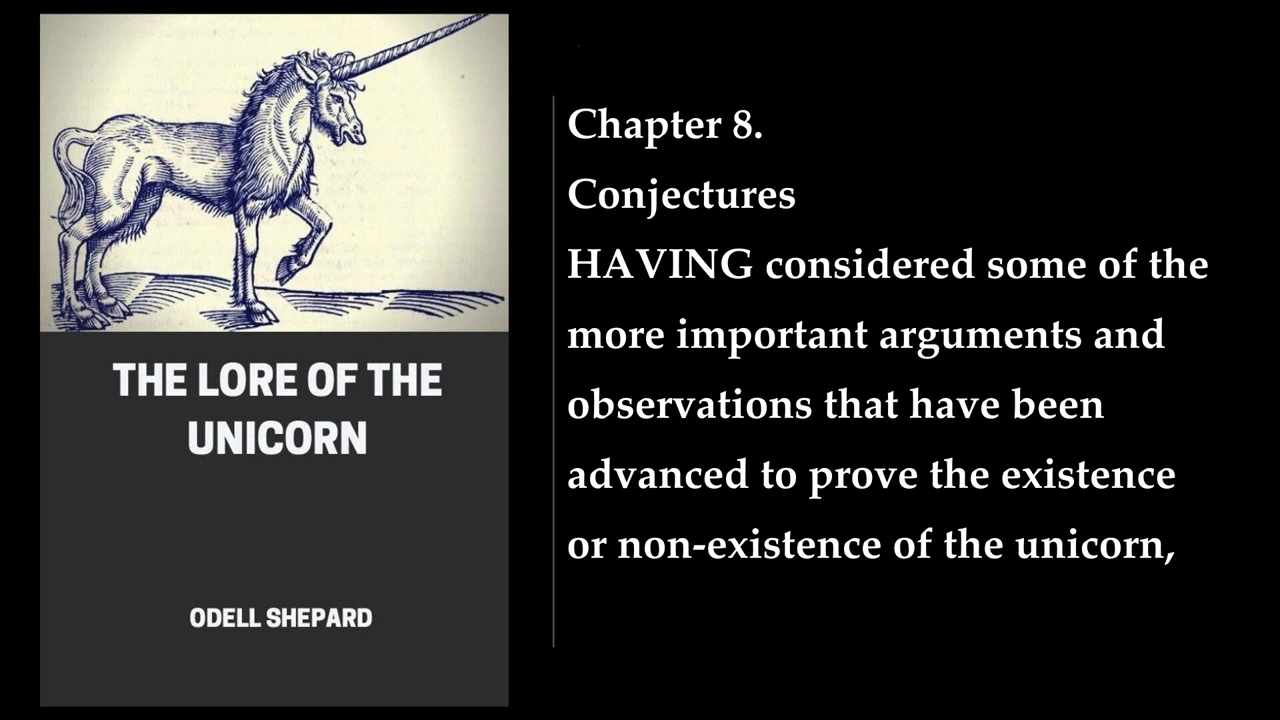 THE LORE OF THE
UNICORN
ODELL SHEPARD
Chapter 8.
Conjectures
HAVING considered some of the
more important arguments and
observations that have been
advanced to prove the existence
or non-existence of the unicorn,